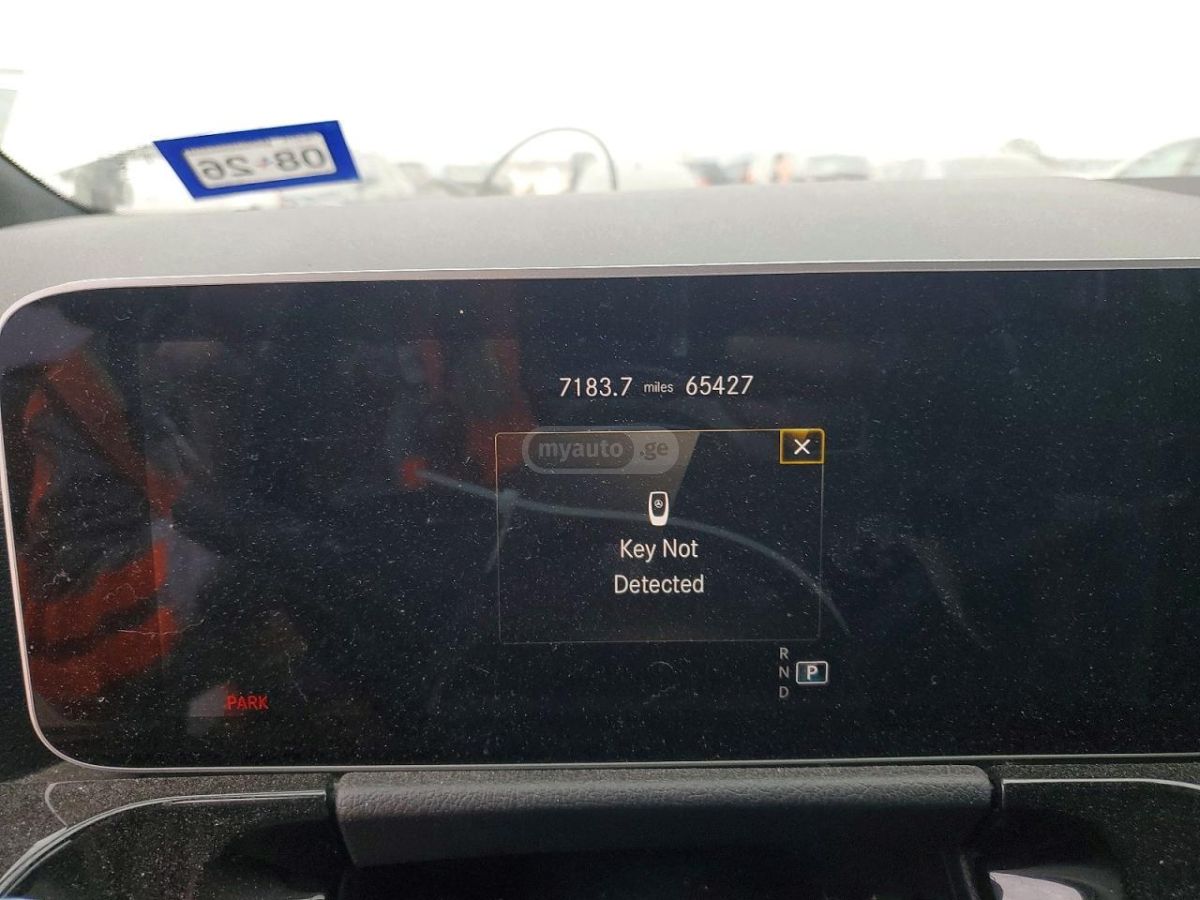 08-26
7183.7 miles 65427
myauto.ge
Key Not
Detected
R
N P
D
PARK